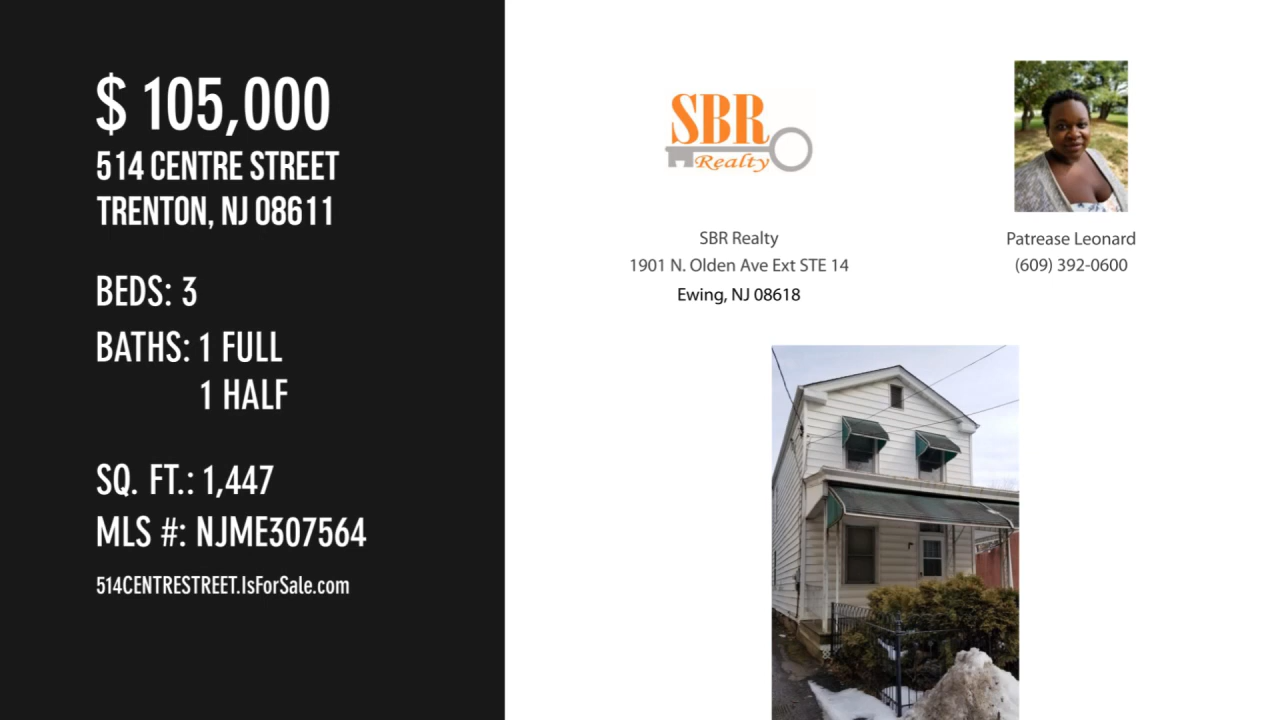 $ 105,000
514 CENTRE STREET
TRENTON, NJ 08611
BEDS: 3
BATHS: 1 FULL
1 HALF
SQ. FT.: 1,447
MLS #: NJME307564
514CENTRESTREET.IsForSale.com
SBR
Realty
SBR Realty
1901 N. Olden Ave Ext STE 14
Ewing, NJ 08618
Patrease Leonard
(609) 392-0600